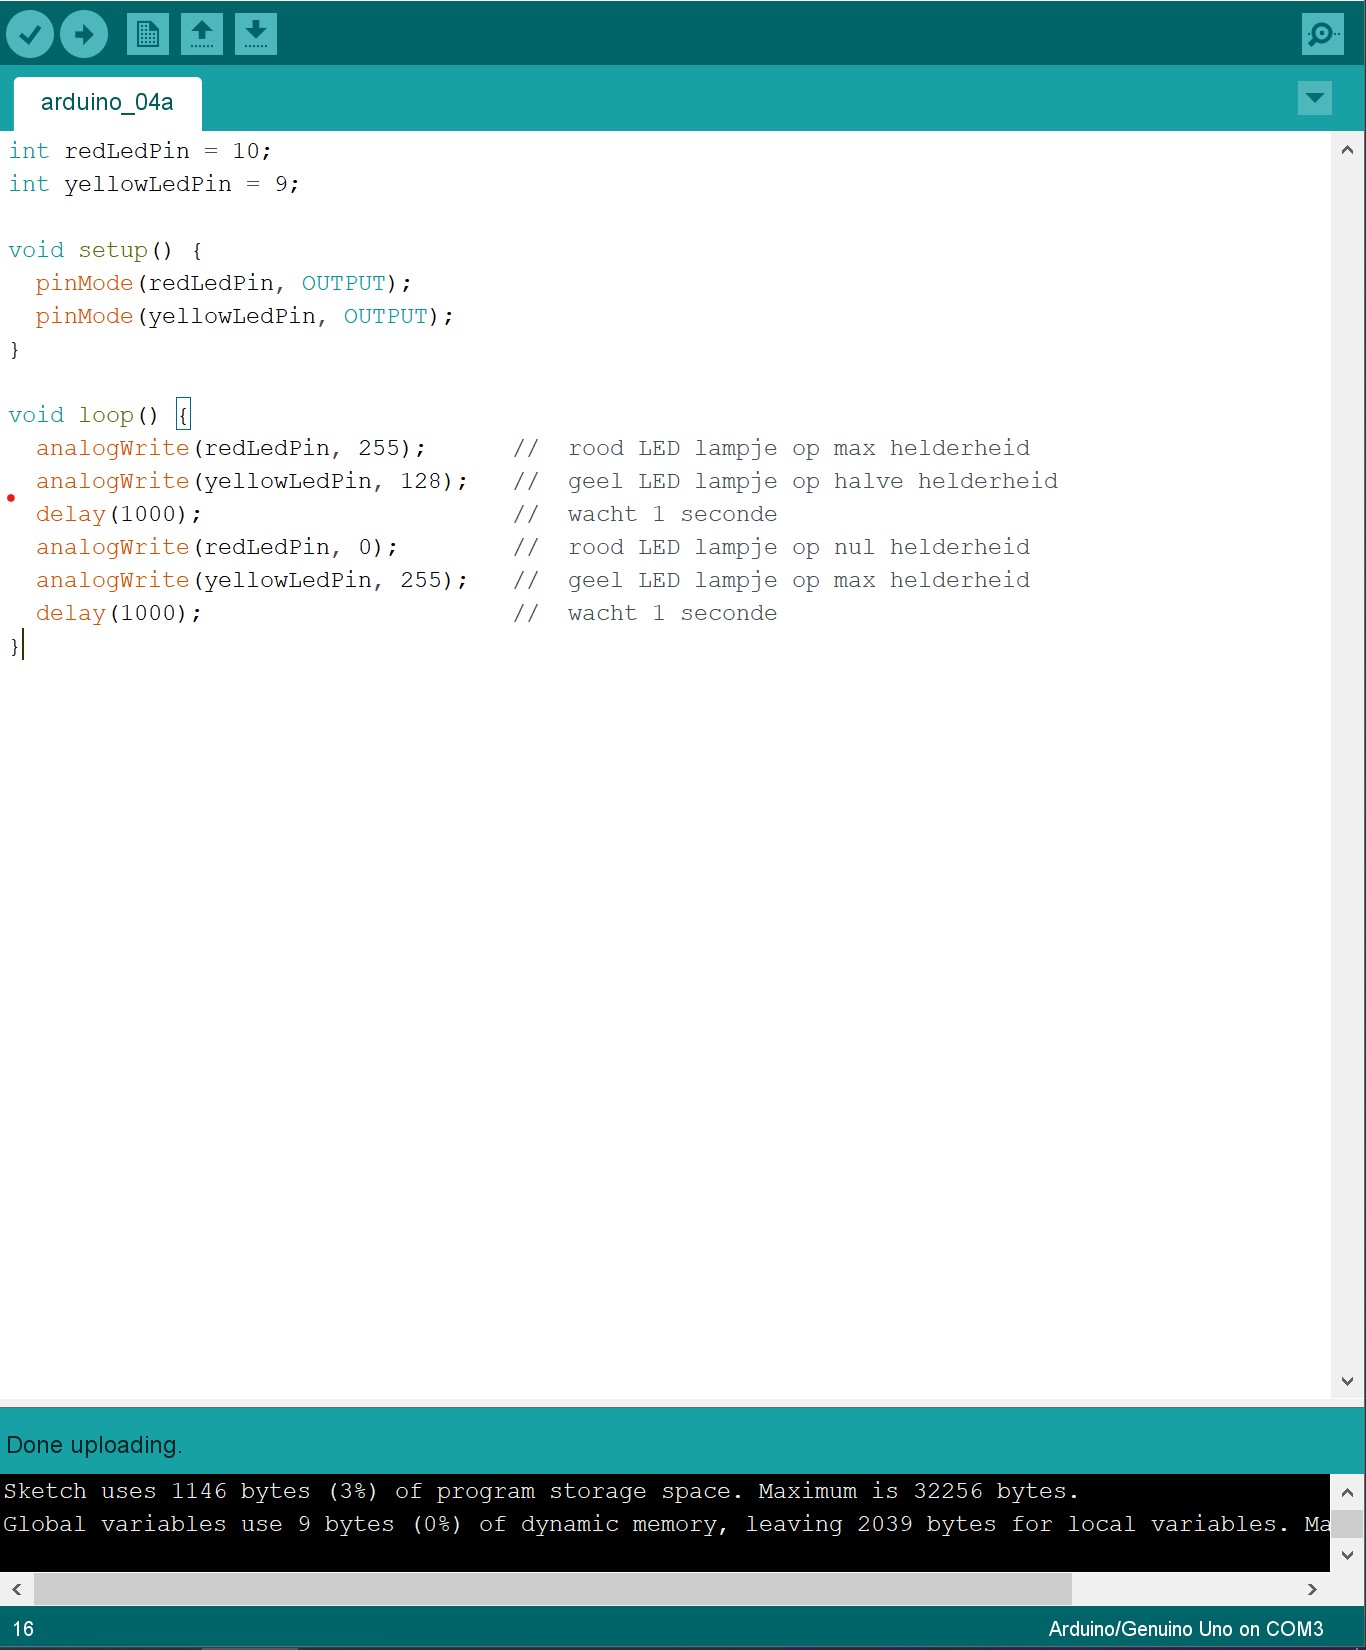 arduino_04a
int redLedPin = 10;
int yellowLedPin = 9;
void setup() {
pinMode(redLedPin, OUTPUT);
pinMode(yellowLedPin, OUTPUT);
}
void loop() {
analogWrite(redLedPin, 255); // rood LED lampje op max helderheid
analogWrite(yellowLedPin, 128); // geel LED lampje op halve helderheid
delay(1000); // wacht 1 seconde
analogWrite(redLedPin, 0); // rood LED lampje op nul helderheid
analogWrite(yellowLedPin, 255); // geel LED lampje op max helderheid
delay(1000); // wacht 1 seconde
}
Done uploading.
Sketch uses 1146 bytes (3%) of program storage space. Maximum is 32256 bytes.
Global variables use 9 bytes (0%) of dynamic memory, leaving 2039 bytes for local variables. Ma
16
Arduino/Genuino Uno on COM3